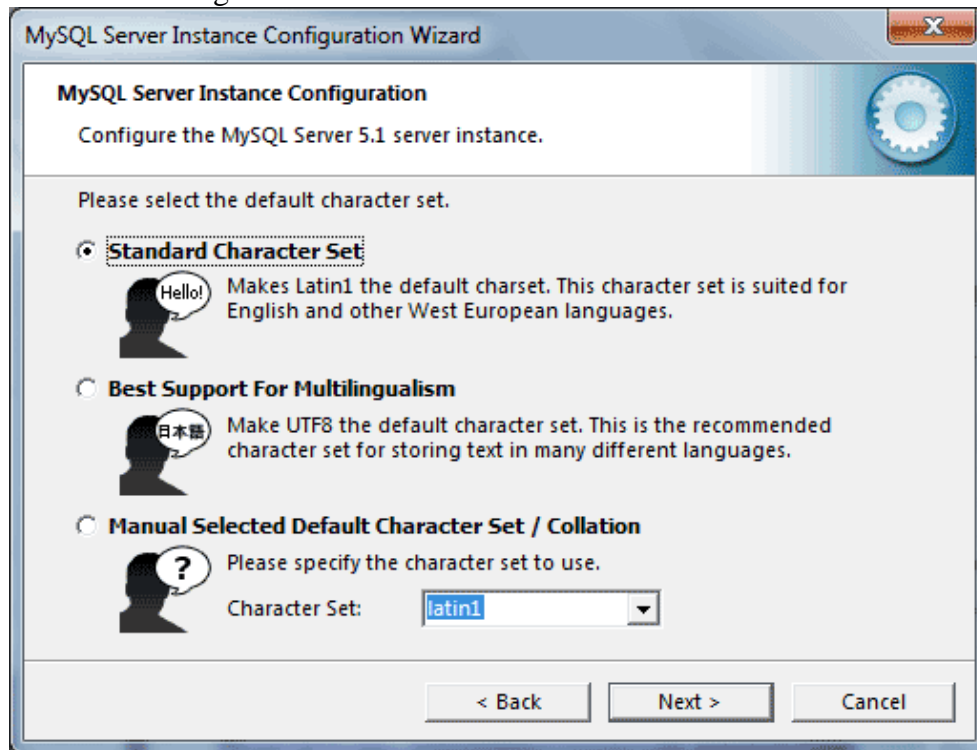 MySQL Server Instance Configuration Wizard
MySQL Server Instance Configuration
Configure the MySQL Server 5.1 server instance.
Please select the default character set.
Standard Character Set
Hello!
Makes Latin1 the default charset. This character set is suited for
English and other West European languages.
Best Support For Multilingualism
日本語
Make UTF8 the default character set. This is the recommended
character set for storing text in many different languages.
Manual Selected Default Character Set / Collation
?
Please specify the character set to use.
Character Set: latin1
< Back Next > Cancel